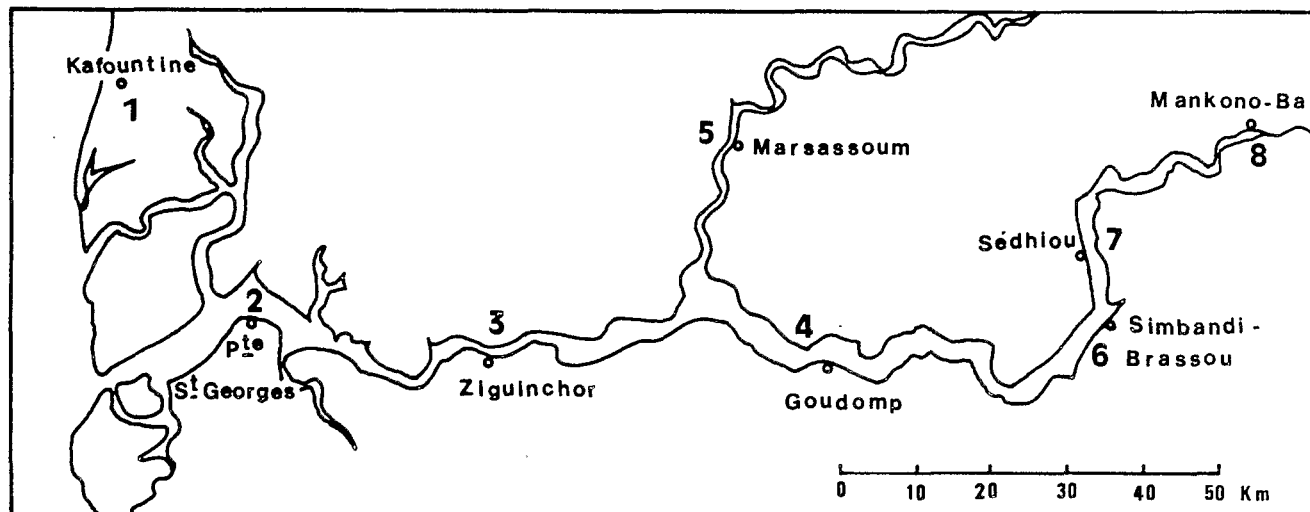 Kafountine
1
2
Pte
St Georges
3
Ziguinchor
4
Goudomp
5
Marsassoum
6
Simbandi -
Brassou
7
Sédhiou
8
Mankono-Ba
0 10 20 30 40 50 Km